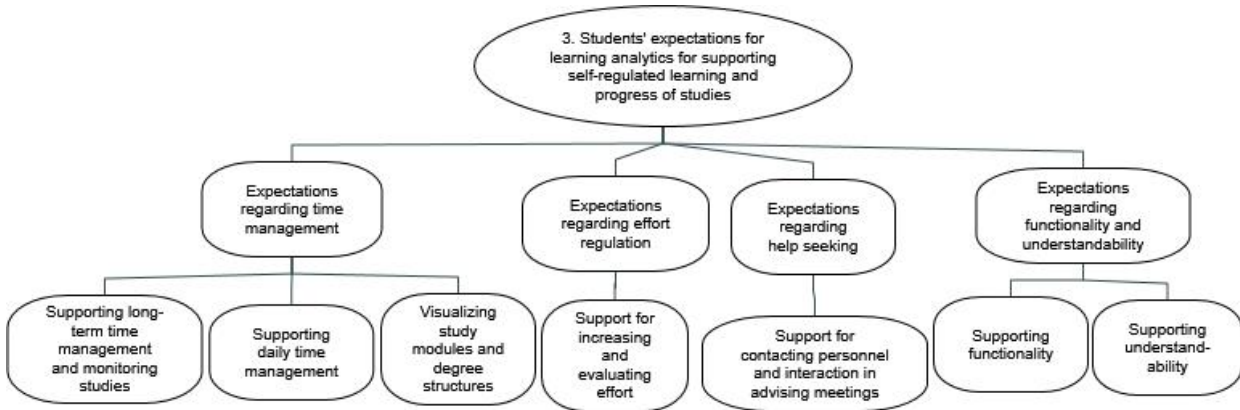 3. Students' expectations for
learning analytics for supporting
self-regulated learning and
progress of studies
Expectations
regarding time
management
Expectations
regarding effort
regulation
Expectations
regarding
help seeking
Expectations
regarding
functionality and
understandability
Supporting long-
term time
management
and monitoring
studies
Supporting
daily time
management
Visualizing
study
modules and
degree
structures
Support for
increasing
and
evaluating
effort
Support for
contacting personnel
and interaction in
advising meetings
Supporting
functionality
Supporting
understand-
ability